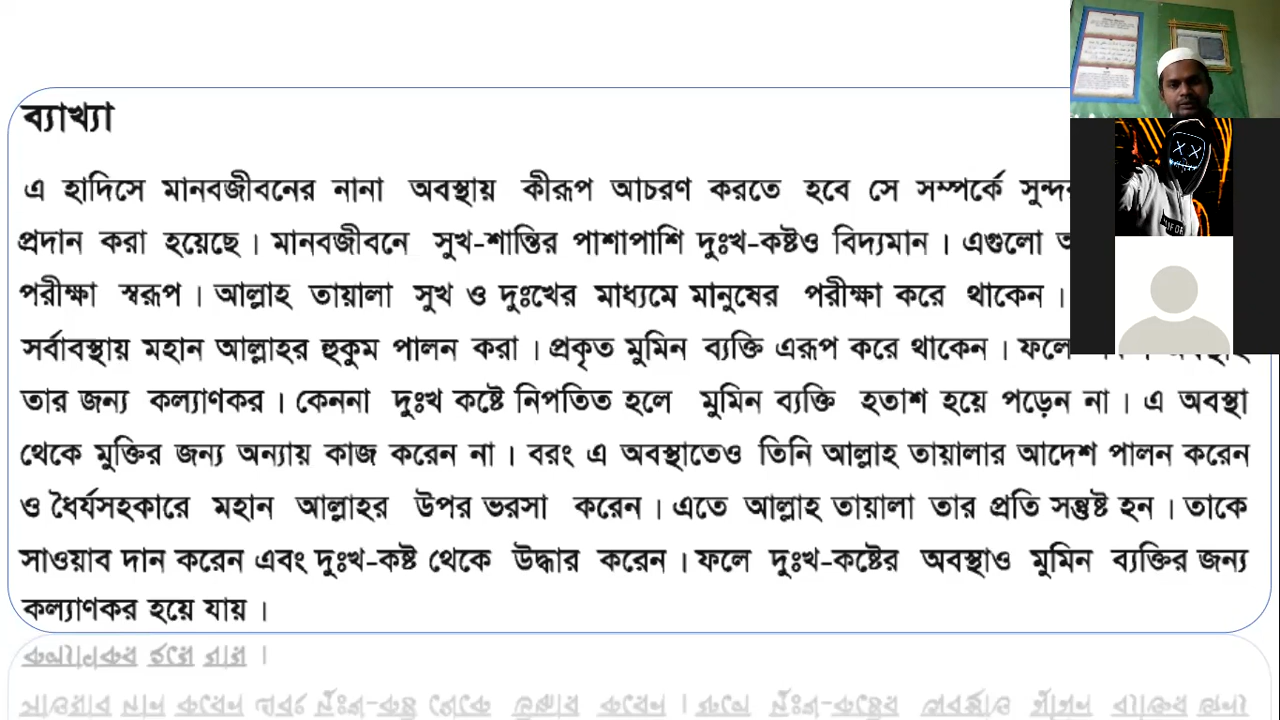 ব্যাখ্যা
এ হাদিসে মানবজীবনের নানা অবস্থায় কীরূপ আচরণ করতে হবে সে সম্পর্কে
প্রদান করা হয়েছে। মানবজীবনে সুখ-শান্তির পাশাপাশি দুঃখ-কষ্টও বিদ্যমান। এগুলো
পরীক্ষা স্বরূপ। আল্লাহ তায়ালা সুখ ও দুঃখের মাধ্যমে মানুষের পরীক্ষা করে থাকেন।
সর্বাবস্থায় মহান আল্লাহর হুকুম পালন করা। প্রকৃত মুমিন ব্যক্তি এরূপ করে থাকেন। ফলে
তার জন্য কল্যাণকর। কেননা দুঃখ কষ্টে নিপতিত হলে মুমিন ব্যক্তি হতাশ হয়ে পড়েন না। এ অবস্থা
থেকে মুক্তির জন্য অন্যায় কাজ করেন না। বরং এ অবস্থাতেও তিনি আল্লাহ তায়ালার আদেশ পালন করেন
ও ধৈর্যসহকারে মহান আল্লাহর উপর ভরসা করেন। এতে আল্লাহ তায়ালা তার প্রতি সন্তুষ্ট হন। তাকে
সাওয়াব দান করেন এবং দুঃখ-কষ্ট থেকে উদ্ধার করেন। ফলে দুঃখ-কষ্টের অবস্থাও মুমিন ব্যক্তির জন্য
কল্যাণকর হয়ে যায়।